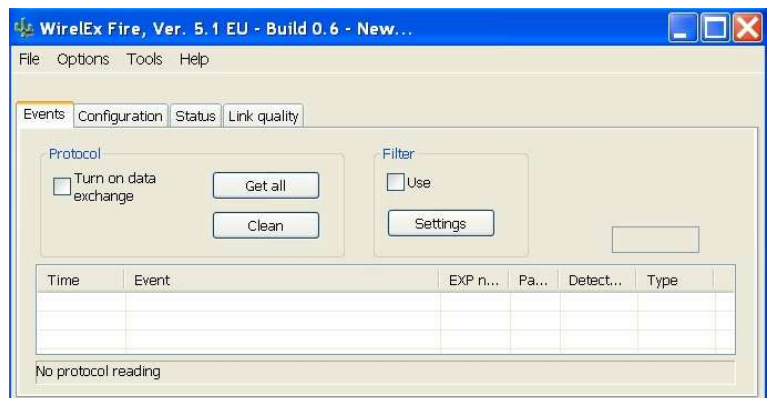 WirelEx Fire, Ver. 5.1 EU - Build 0.6 - New...
File Options Tools Help
Events Configuration Status Link quality
Protocol
Turn on data
exchange
Get all
Clean
Filter
Use
Settings
Time Event EXP n... Pa... Detect... Type
No protocol reading